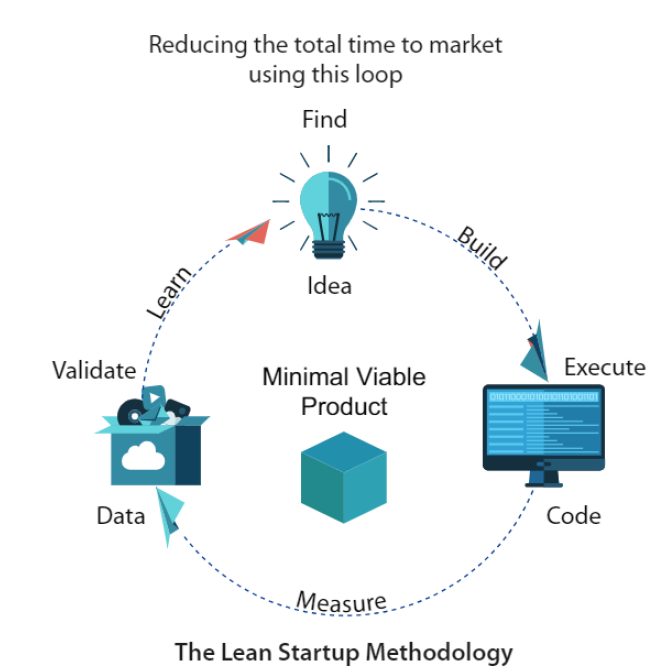 Reducing the total time to market
using this loop
Find
Idea
Build
Learn
Validate
Execute
Minimal Viable
Product
010110001010010110100101
Data
Code
Measure
The Lean Startup Methodology